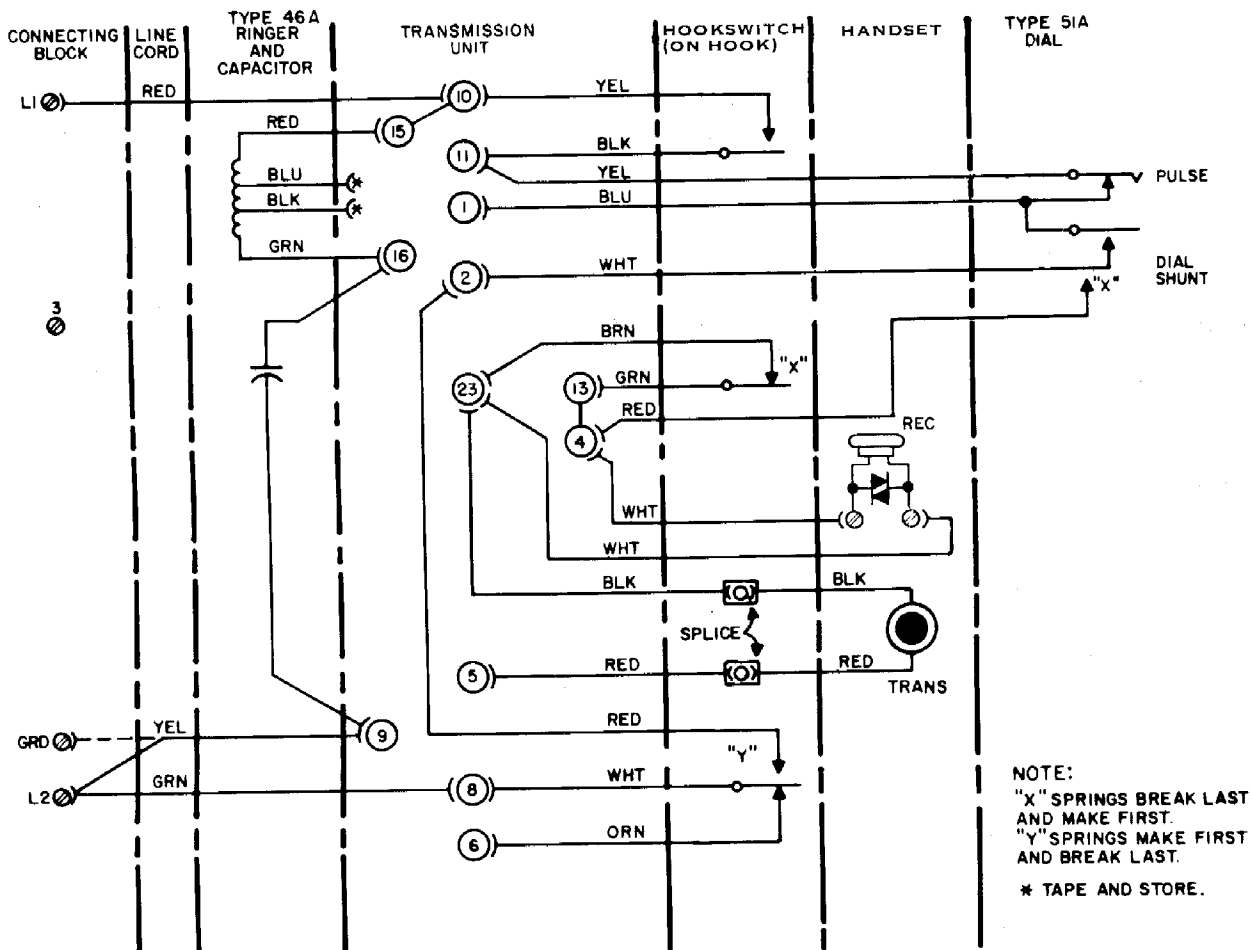 CONNECTING
BLOCK
LINE
CORD
TYPE 46A
RINGER
AND
CAPACITOR
TRANSMISSION
UNIT
HOOKSWITCH
(ON HOOK)
HANDSET
TYPE 51A
DIAL
L1
RED
10
YEL
RED
15
11
BLK
YEL
PULSE
BLU
*
BLK
*
1
BLU
GRN
16
2
WHT
DIAL
SHUNT
"X"
3
BRN
"X"
23
13
GRN
RED
4
REC
WHT
WHT
BLK
BLK
SPLICE
5
RED
RED
TRANS
RED
GRD
YEL
9
"Y"
L2
GRN
8
WHT
6
ORN
NOTE:
"X" SPRINGS BREAK LAST
AND MAKE FIRST.
"Y" SPRINGS MAKE FIRST
AND BREAK LAST.
* TAPE AND STORE.